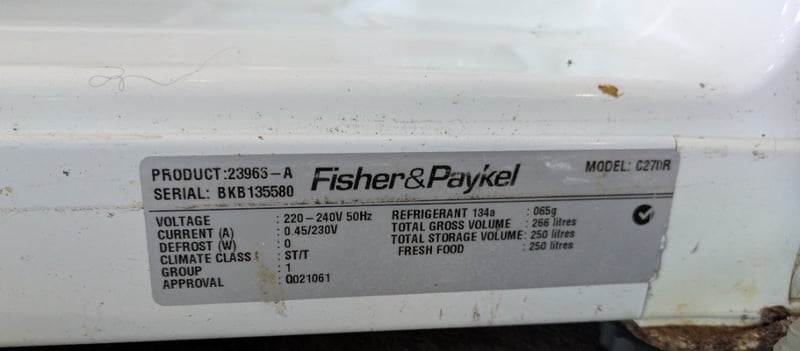 PRODUCT:23963-A
SERIAL: BKB135580
Fisher&Paykel
MODEL: C270R
VOLTAGE : 220-240V 50Hz
CURRENT (A) : 0.45/230V
DEFROST (W) : 0
CLIMATE CLASS : ST/T
GROUP : 1
APPROVAL : Q021061
REFRIGERANT 134a : 065g
TOTAL GROSS VOLUME : 266 litres
TOTAL STORAGE VOLUME: 250 litres
FRESH FOOD : 250 litres